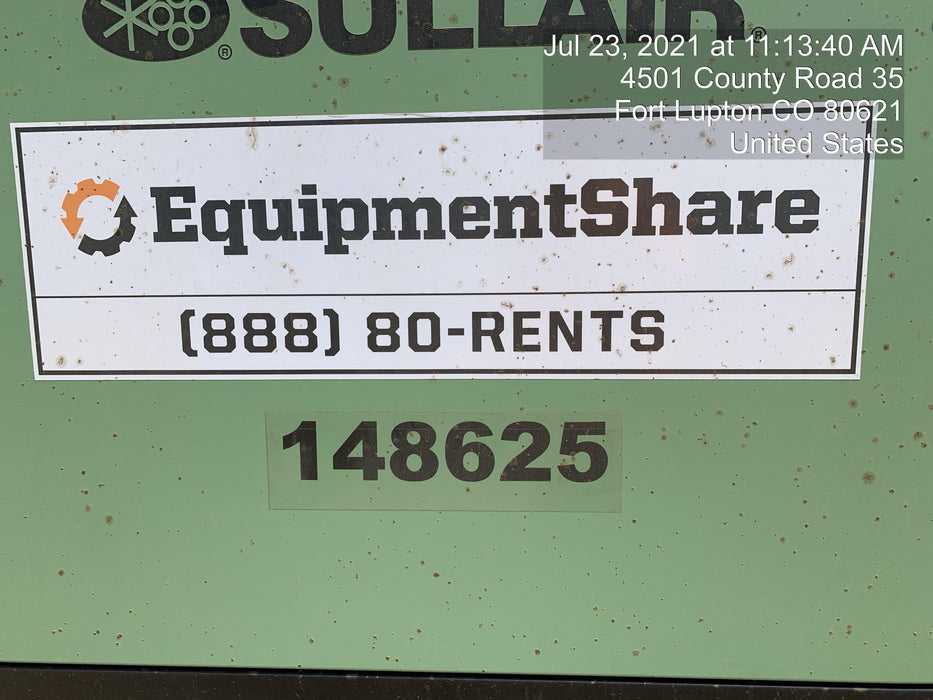 SULLAIR®
®
Jul 23, 2021 at 11:13:40 AM
4501 County Road 35
Fort Lupton CO 80621
United States
EquipmentShare
(888) 80-RENTS
148625